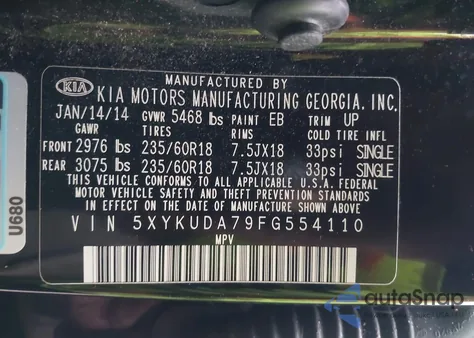 MANUFACTURED BY
KIA KIA MOTORS MANUFACTURING GEORGIA, INC.
JAN/14/14 GVWR 5468 lbs PAINT EB TRIM UP
GAWR TIRES RIMS COLD TIRE INFL
FRONT 2976 lbs 235/60R18 7.5JX18 33psi SINGLE
REAR 3075 lbs 235/60R18 7.5JX18 33psi SINGLE
THIS VEHICLE CONFORMS TO ALL APPLICABLE U.S. FEDERAL
MOTOR VEHICLE SAFETY AND THEFT PREVENTION STANDARDS
IN EFFECT ON THE DATE OF MANUFACTURE SHOWN ABOVE
VIN 5XYKUDA79FG554110
MPV
U680
autoSnap